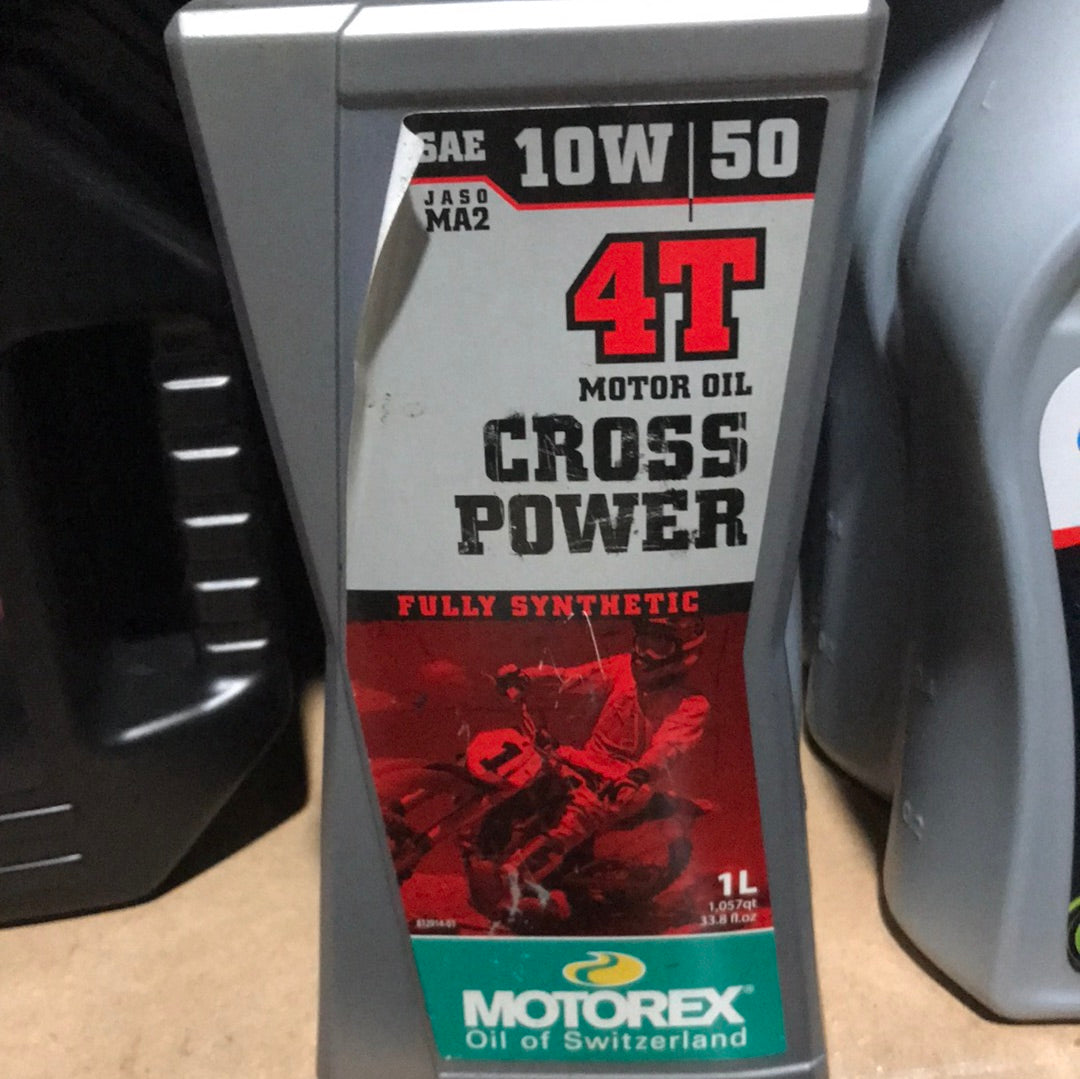 SAE 10W 50
JASO
MA2
4T
MOTOR OIL
CROSS
POWER
FULLY SYNTHETIC
1
1L
1,057qt
33.8 fl.oz
MOTOREX®
Oil of Switzerland